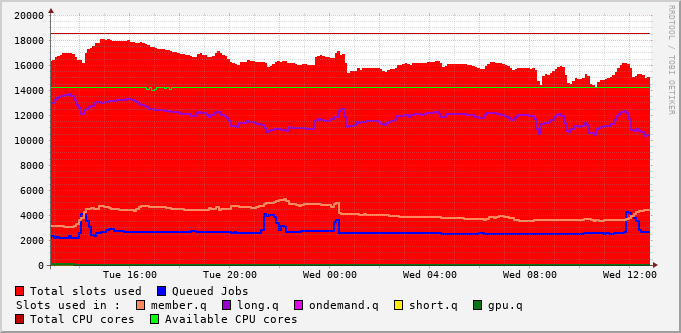 20000
18000
16000
14000
12000
10000
8000
6000
4000
2000
0
Tue 16:00 Tue 20:00 Wed 00:00 Wed 04:00 Wed 08:00 Wed 12:00
RRDTOOL / TOBI OETIKER
Total slots used Queued Jobs
Slots used in : member.q long.q ondemand.q short.q gpu.q
Total CPU cores Available CPU cores